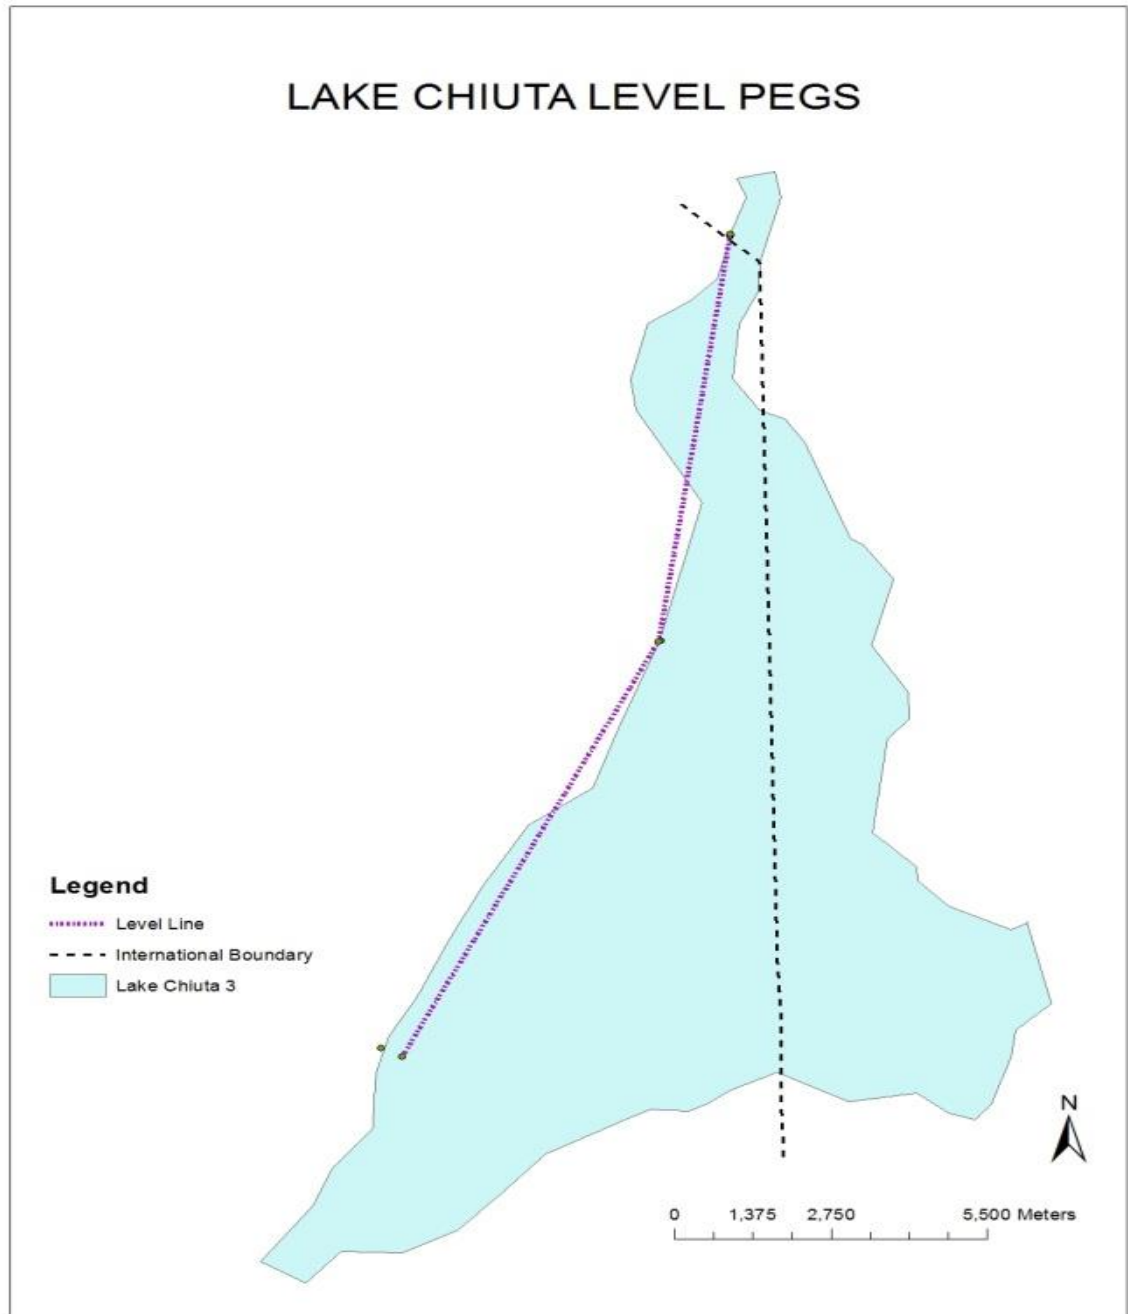 LAKE CHIUTA LEVEL PEGS
Legend
Level Line
International Boundary
Lake Chiuta 3
N
0 1,375 2,750 5,500 Meters